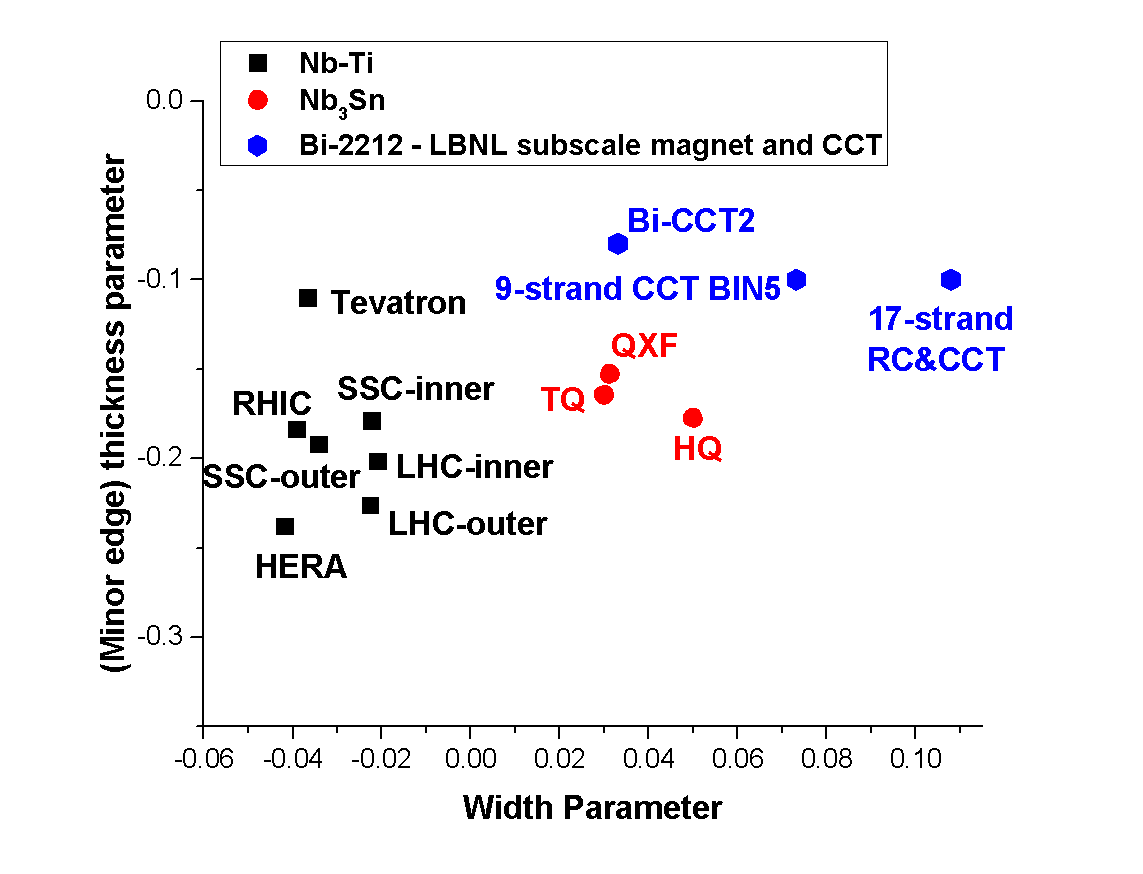 Nb-Ti
Nb3Sn
Bi-2212 - LBNL subscale magnet and CCT
0.0
-0.1
-0.2
-0.3
(Minor edge) thickness parameter
Bi-CCT2
9-strand CCT BIN5
17-strand
RC&CCT
Tevatron
QXF
SSC-inner
TQ
RHIC
HQ
SSC-outer
LHC-inner
LHC-outer
HERA
-0.06 -0.04 -0.02 0.00 0.02 0.04 0.06 0.08 0.10
Width Parameter